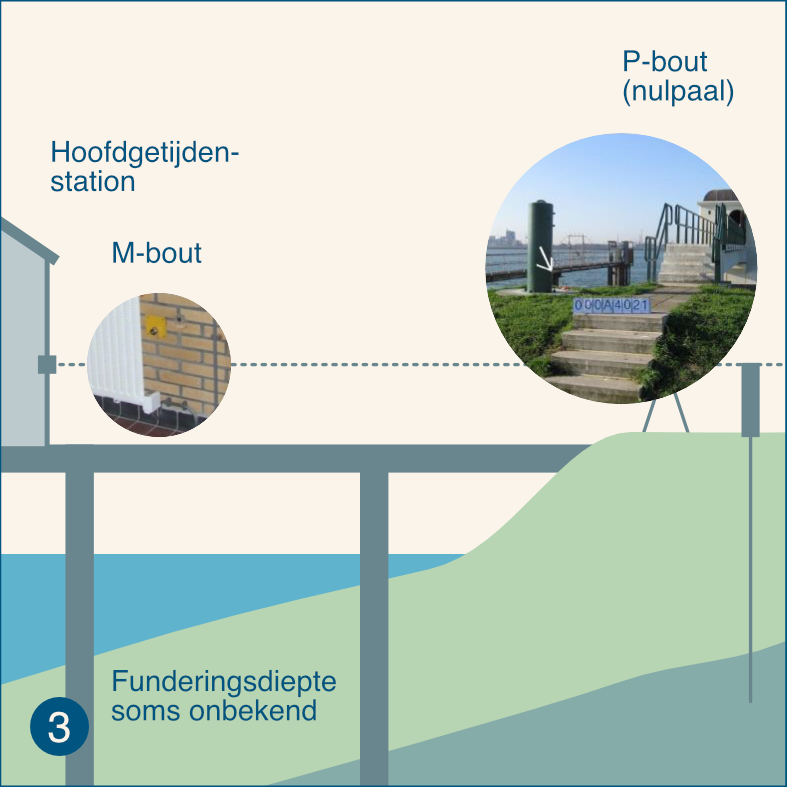 P-bout
(nulpaal)
Hoofdgetijden-
station
M-bout
000A4021
Funderingsdiepte
soms onbekend
3